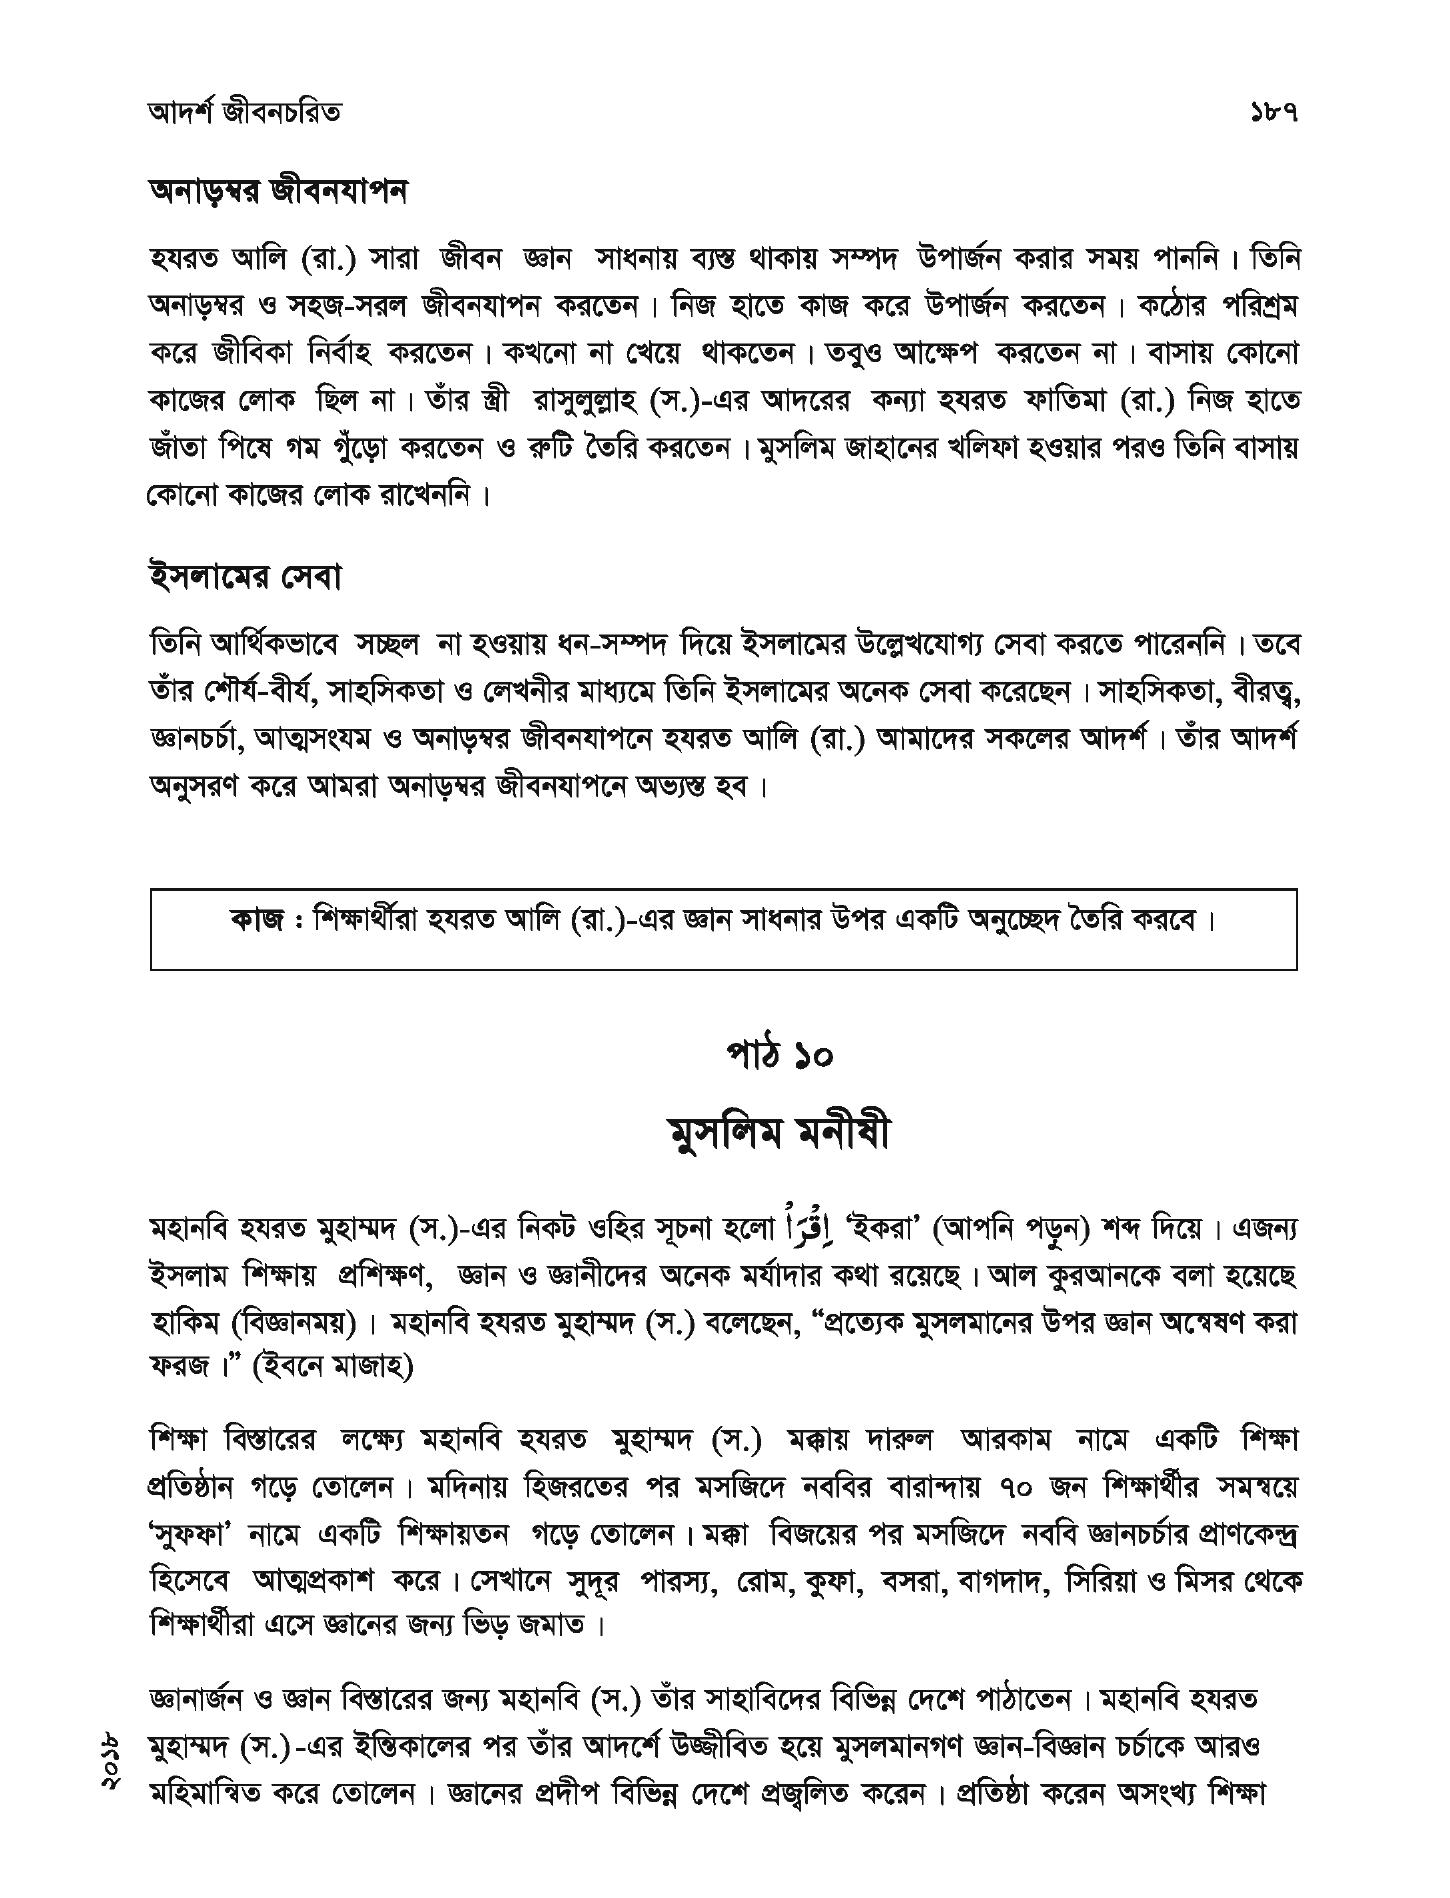 আদর্শ জীবনচরিত ১৮৭
অনাড়ম্বর জীবনযাপন
হযরত আলি (রা.) সারা জীবন জ্ঞান সাধনায় ব্যস্ত থাকায় সম্পদ উপার্জন করার সময় পাননি। তিনি
অনাড়ম্বর ও সহজ-সরল জীবনযাপন করতেন। নিজ হাতে কাজ করে উপার্জন করতেন। কঠোর পরিশ্রম
করে জীবিকা নির্বাহ করতেন। কখনো না খেয়ে থাকতেন। তবুও আক্ষেপ করতেন না। বাসায় কোনো
কাজের লোক ছিল না। তাঁর স্ত্রী রাসুলুল্লাহ (স.)-এর আদরের কন্যা হযরত ফাতিমা (রা.) নিজ হাতে
জাঁতা পিষে গম গুঁড়ো করতেন ও রুটি তৈরি করতেন। মুসলিম জাহানের খলিফা হওয়ার পরও তিনি বাসায়
কোনো কাজের লোক রাখেননি।
ইসলামের সেবা
তিনি আর্থিকভাবে সচ্ছল না হওয়ায় ধন-সম্পদ দিয়ে ইসলামের উল্লেখযোগ্য সেবা করতে পারেননি। তবে
তাঁর শৌর্য-বীর্য, সাহসিকতা ও লেখনীর মাধ্যমে তিনি ইসলামের অনেক সেবা করেছেন। সাহসিকতা, বীরত্ব,
জ্ঞানচর্চা, আত্মসংযম ও অনাড়ম্বর জীবনযাপনে হযরত আলি (রা.) আমাদের সকলের আদর্শ। তাঁর আদর্শ
অনুসরণ করে আমরা অনাড়ম্বর জীবনযাপনে অভ্যস্ত হব।
কাজ : শিক্ষার্থীরা হযরত আলি (রা.)-এর জ্ঞান সাধনার উপর একটি অনুচ্ছেদ তৈরি করবে।
পাঠ ১০
মুসলিম মনীষী
মহানবি হযরত মুহাম্মদ (স.)-এর নিকট ওহির সূচনা হলো اِقْرَأْ ‘ইকরা’ (আপনি পড়ুন) শব্দ দিয়ে। এজন্য
ইসলাম শিক্ষায় প্রশিক্ষণ, জ্ঞান ও জ্ঞানীদের অনেক মর্যাদার কথা রয়েছে। আল কুরআনকে বলা হয়েছে
হাকিম (বিজ্ঞানময়)। মহানবি হযরত মুহাম্মদ (স.) বলেছেন, “প্রত্যেক মুসলমানের উপর জ্ঞান অন্বেষণ করা
ফরজ।” (ইবনে মাজাহ)
শিক্ষা বিস্তারের লক্ষ্যে মহানবি হযরত মুহাম্মদ (স.) মক্কায় দারুল আরকাম নামে একটি শিক্ষা
প্রতিষ্ঠান গড়ে তোলেন। মদিনায় হিজরতের পর মসজিদে নববির বারান্দায় ৭০ জন শিক্ষার্থীর সমন্বয়ে
‘সুফফা’ নামে একটি শিক্ষায়তন গড়ে তোলেন। মক্কা বিজয়ের পর মসজিদে নববি জ্ঞানচর্চার প্রাণকেন্দ্র
হিসেবে আত্মপ্রকাশ করে। সেখানে সুদূর পারস্য, রোম, কুফা, বসরা, বাগদাদ, সিরিয়া ও মিসর থেকে
শিক্ষার্থীরা এসে জ্ঞানের জন্য ভিড় জমাত।
জ্ঞানার্জন ও জ্ঞান বিস্তারের জন্য মহানবি (স.) তাঁর সাহাবিদের বিভিন্ন দেশে পাঠাতেন। মহানবি হযরত
মুহাম্মদ (স.)-এর ইন্তিকালের পর তাঁর আদর্শে উজ্জীবিত হয়ে মুসলমানগণ জ্ঞান-বিজ্ঞান চর্চাকে আরও
মহিমান্বিত করে তোলেন। জ্ঞানের প্রদীপ বিভিন্ন দেশে প্রজ্বলিত করেন। প্রতিষ্ঠা করেন অসংখ্য শিক্ষা
২০১৮